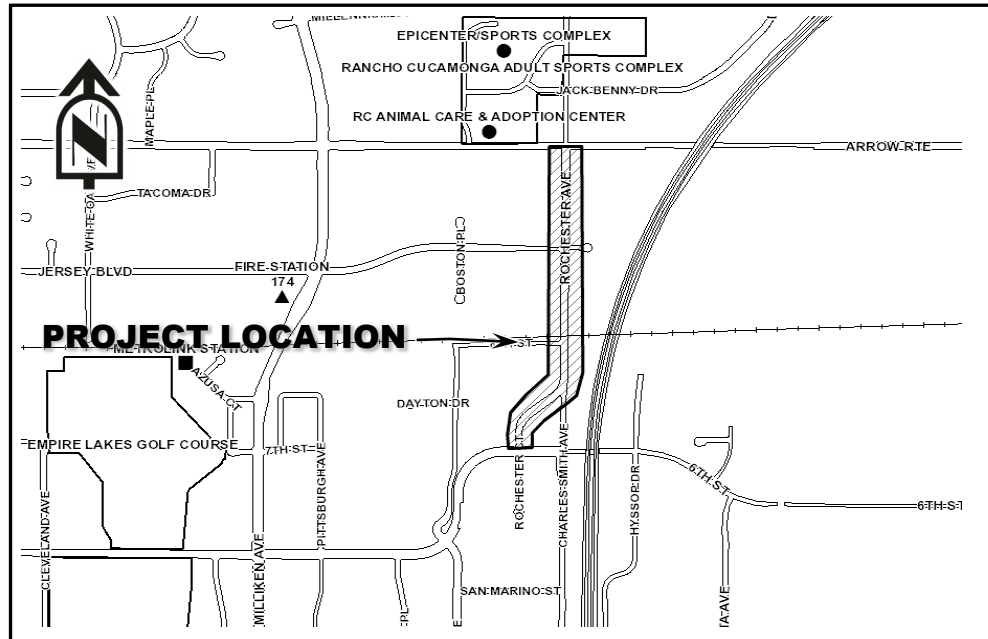 EPICENTER/SPORTS COMPLEX
RANCHO CUCAMONGA ADULT SPORTS COMPLEX
JACK BENNY DR
MAPLE PL
RC ANIMAL CARE & ADOPTION CENTER
ARROW RTE
TACOMA DR
ROCHESTER AVE
BOSTON PL
JERSEY BLVD
FIRE STATION
174
PROJECT LOCATION
METROLINK STATION
AZUSA CT
DAYTON DR
EMPIRE LAKES GOLF COURSE
7TH ST
PITTSBURGH AVE
ROCHESTER CT
CHARLES SMITH AVE
HYSSOP DR
6TH ST
6TH ST
CLEVELAND AVE
MILLIKEN AVE
SAN MARINO ST